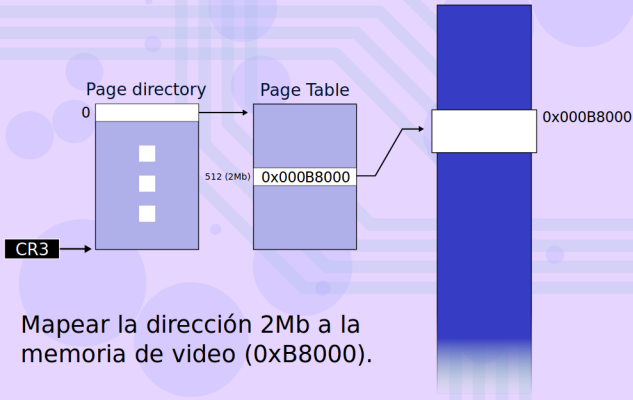 Page directory
Page Table
0x000B8000
0
512 (2Mb)
0x000B8000
CR3
Mapear la dirección 2Mb a la
memoria de video (0xB8000).